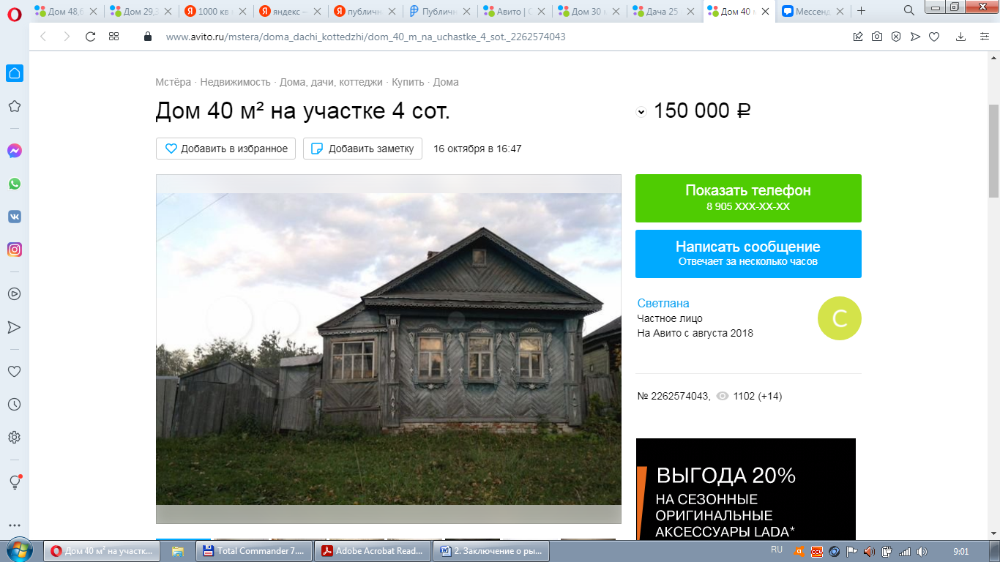 Дом 48,6
Дом 29,3
1000 кв м
яндекс —
публичн
Публичн
Авито | О
Дом 30 м
Дача 25
Дом 40 м
Мессенд
www.avito.ru/mstera/doma_dachi_kottedzhi/dom_40_m_na_uchastke_4_sot._2262574043
Мстёра · Недвижимость · Дома, дачи, коттеджи · Купить · Дома
Дом 40 м² на участке 4 сот.
150 000 ₽
Добавить в избранное
Добавить заметку
16 октября в 16:47
Показать телефон
8 905 XXX-XX-XX
Написать сообщение
Отвечает за несколько часов
Светлана
Частное лицо
На Авито с августа 2018
С
№ 2262574043, 1102 (+14)
ВЫГОДА 20%
НА СЕЗОННЫЕ
ОРИГИНАЛЬНЫЕ
АКСЕССУАРЫ LADA*
Дом 40 м² на участк...
Total Commander 7....
Adobe Acrobat Read...
2. Заключение о ры...
RU
9:01